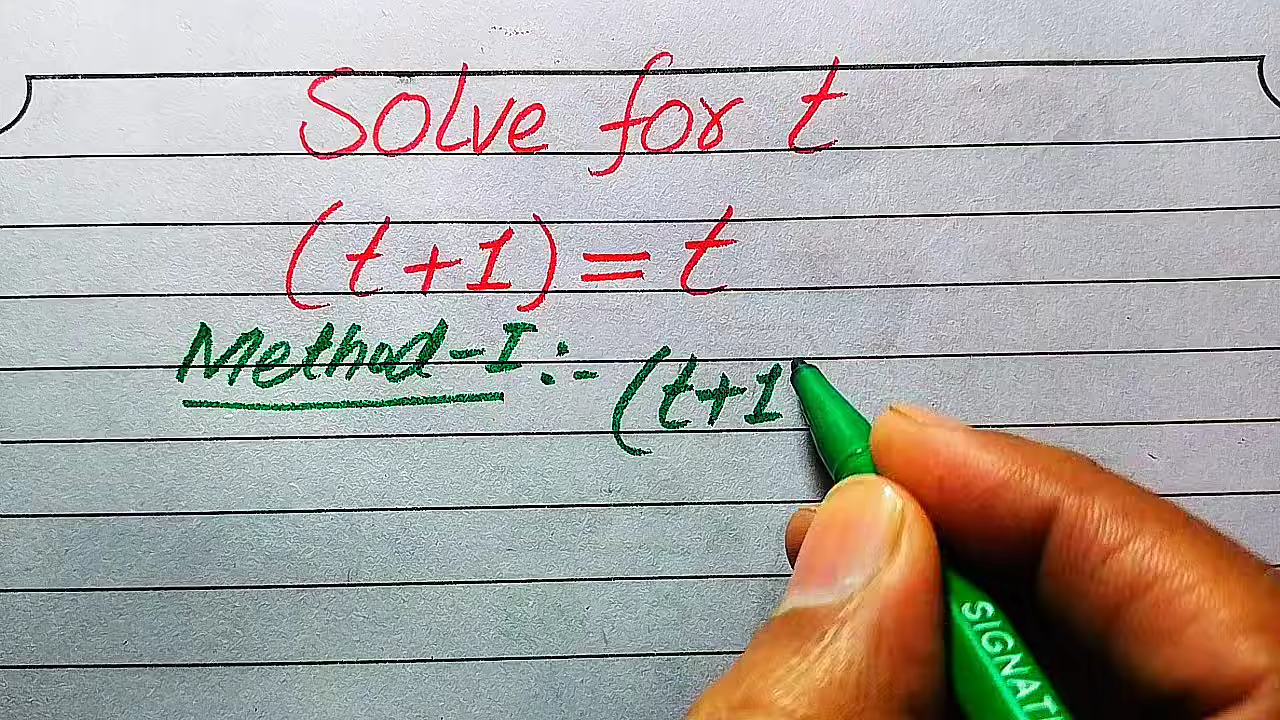 Solve for t
(t+1)=t
Method-I:- (t+1
SIGNAT